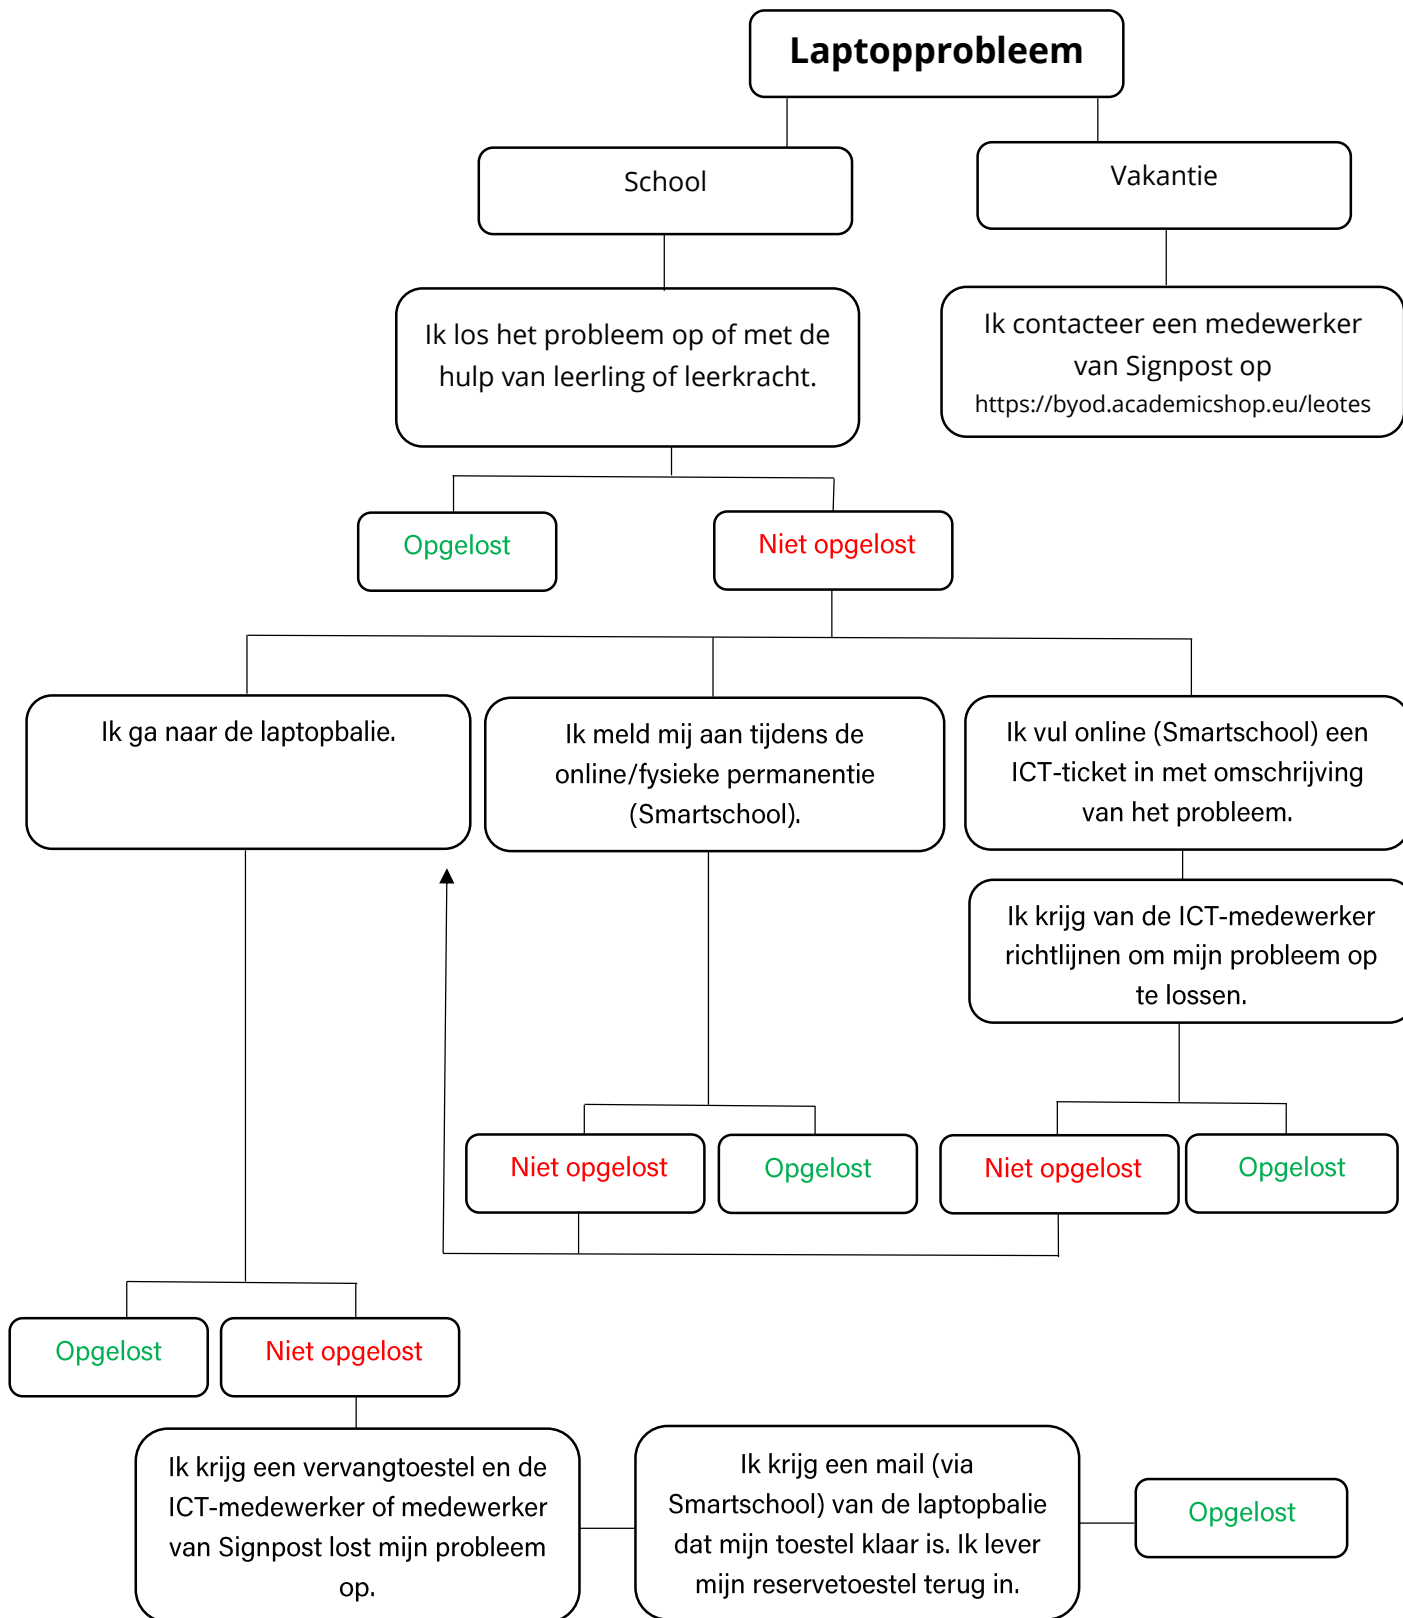 Laptopprobleem
School
Vakantie
Ik los het probleem op of met de
hulp van leerling of leerkracht.
Ik contacteer een medewerker
van Signpost op
https://byod.academicshop.eu/leotes
Opgelost
Niet opgelost
Ik ga naar de laptopbalie.
Ik meld mij aan tijdens de
online/fysieke permanentie
(Smartschool).
Ik vul online (Smartschool) een
ICT-ticket in met omschrijving
van het probleem.
Ik krijg van de ICT-medewerker
richtlijnen om mijn probleem op
te lossen.
Niet opgelost
Opgelost
Niet opgelost
Opgelost
Opgelost
Niet opgelost
Ik krijg een vervangtoestel en de
ICT-medewerker of medewerker
van Signpost lost mijn probleem
op.
Ik krijg een mail (via
Smartschool) van de laptopbalie
dat mijn toestel klaar is. Ik lever
mijn reservetoestel terug in.
Opgelost